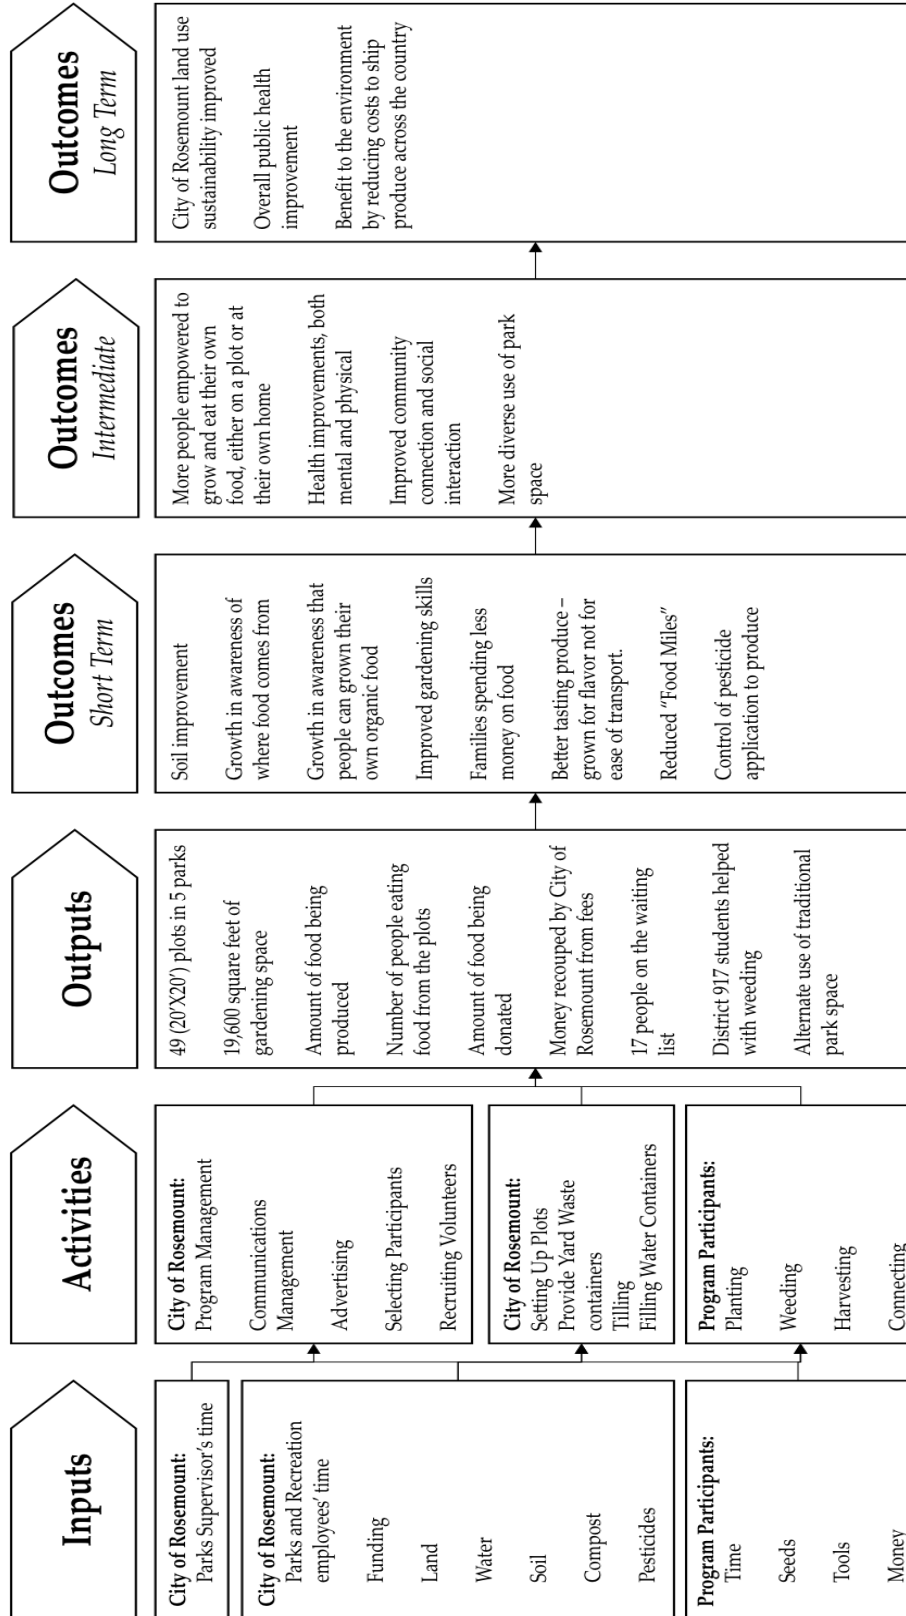 Inputs
City of Rosemount:
Parks Supervisor's time
City of Rosemount:
Parks and Recreation
employees' time
Funding
Land
Water
Soil
Compost
Pesticides
Program Participants:
Time
Seeds
Tools
Money
Activities
City of Rosemount:
Program Management
Communications
Management
Advertising
Selecting Participants
Recruiting Volunteers
City of Rosemount:
Setting Up Plots
Provide Yard Waste
containers
Tilling
Filling Water Containers
Program Participants:
Planting
Weeding
Harvesting
Connecting
Outputs
49 (20'X20') plots in 5 parks
19,600 square feet of
gardening space
Amount of food being
produced
Number of people eating
food from the plots
Amount of food being
donated
Money recouped by City of
Rosemount from fees
17 people on the waiting
list
District 917 students helped
with weeding
Alternate use of traditional
park space
Outcomes
Short Term
Soil improvement
Growth in awareness of
where food comes from
Growth in awareness that
people can grown their
own organic food
Improved gardening skills
Families spending less
money on food
Better tasting produce –
grown for flavor not for
ease of transport.
Reduced "Food Miles"
Control of pesticide
application to produce
Outcomes
Intermediate
More people empowered to
grow and eat their own
food, either on a plot or at
their own home
Health improvements, both
mental and physical
Improved community
connection and social
interaction
More diverse use of park
space
Outcomes
Long Term
City of Rosemount land use
sustainability improved
Overall public health
improvement
Benefit to the environment
by reducing costs to ship
produce across the country